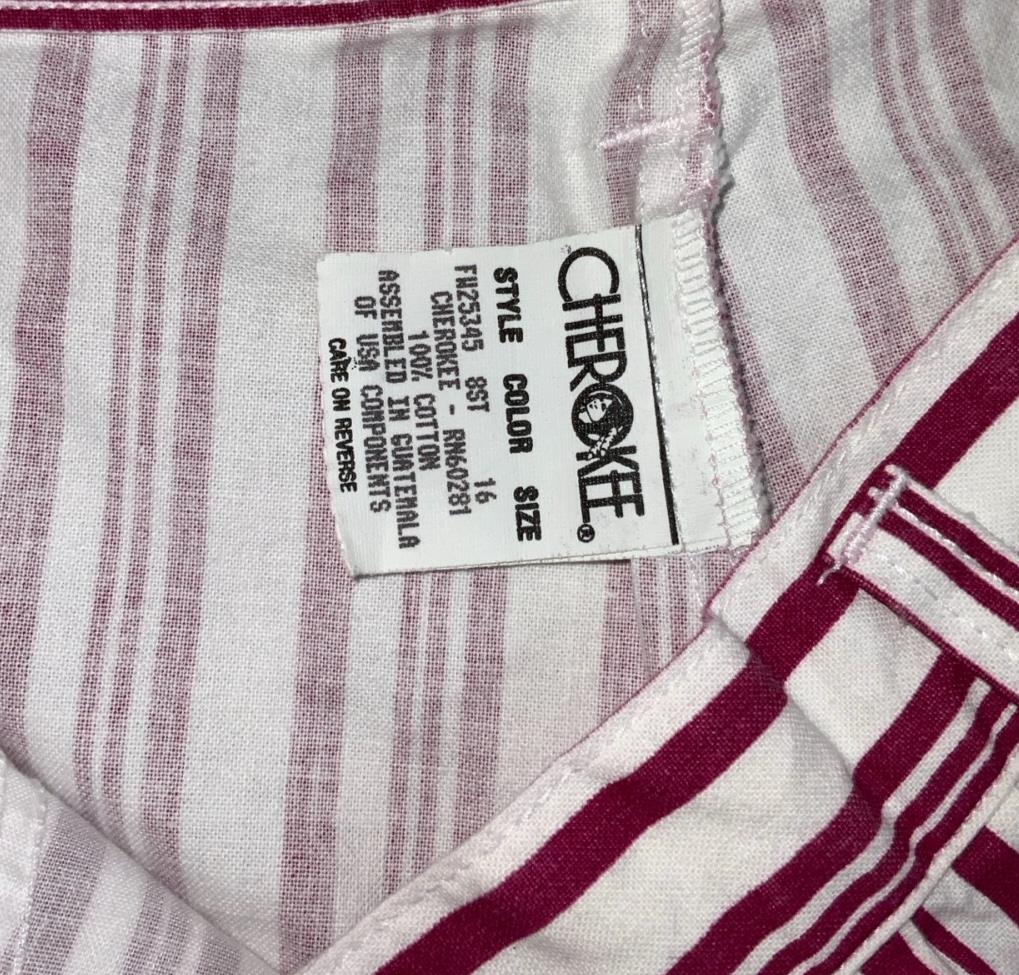 CHEROKEE®
STYLE COLOR SIZE
FW25345 8ST 16
CHEROKEE - RN60281
100% COTTON
ASSEMBLED IN GUATEMALA
OF USA COMPONENTS
CARE ON REVERSE